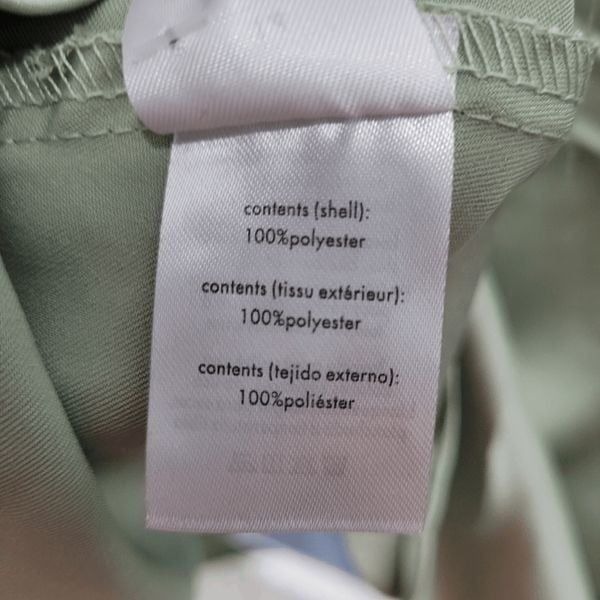 contents (shell):
100%polyester
contents (tissu extérieur):
100%polyester
contents (tejido externo):
100%poliéster